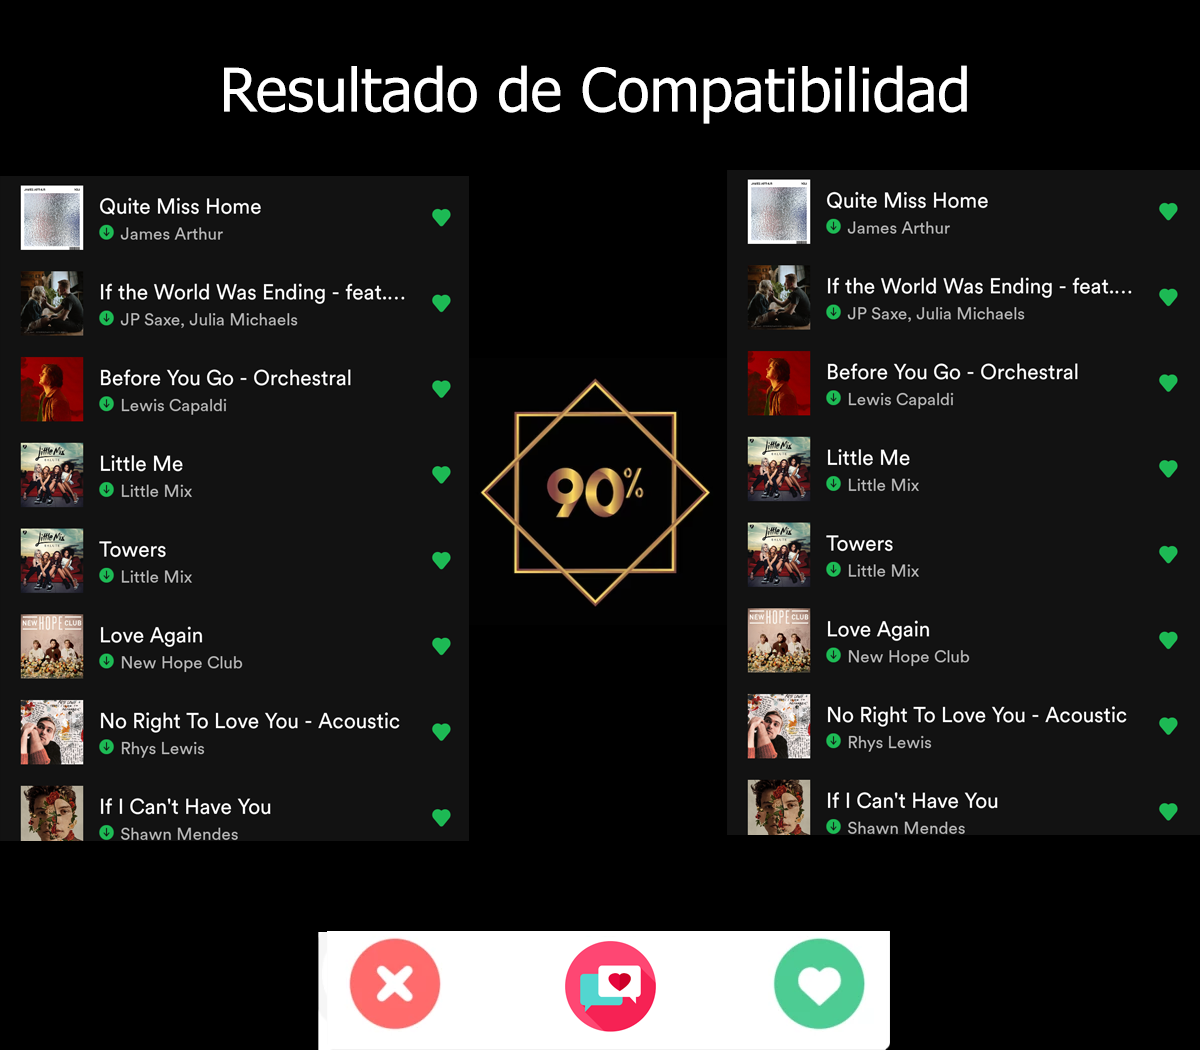 Resultado de Compatibilidad
Quite Miss Home
James Arthur
If the World Was Ending - feat....
JP Saxe, Julia Michaels
Before You Go - Orchestral
Lewis Capaldi
Little Me
Little Mix
Towers
Little Mix
Love Again
New Hope Club
No Right To Love You - Acoustic
Rhys Lewis
If I Can't Have You
Shawn Mendes
90%
Quite Miss Home
James Arthur
If the World Was Ending - feat....
JP Saxe, Julia Michaels
Before You Go - Orchestral
Lewis Capaldi
Little Me
Little Mix
Towers
Little Mix
Love Again
New Hope Club
No Right To Love You - Acoustic
Rhys Lewis
If I Can't Have You
Shawn Mendes